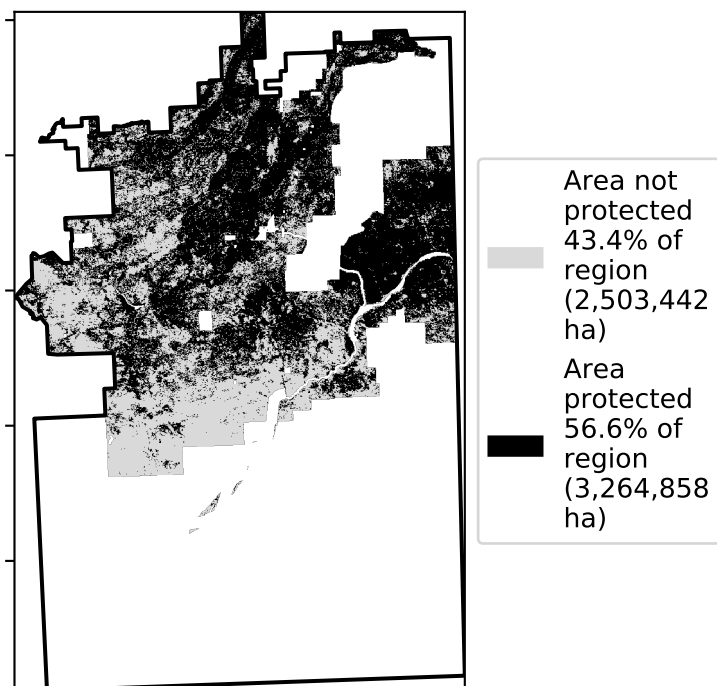 Area not
protected
43.4% of
region
(2,503,442
ha)
Area
protected
56.6% of
region
(3,264,858
ha)